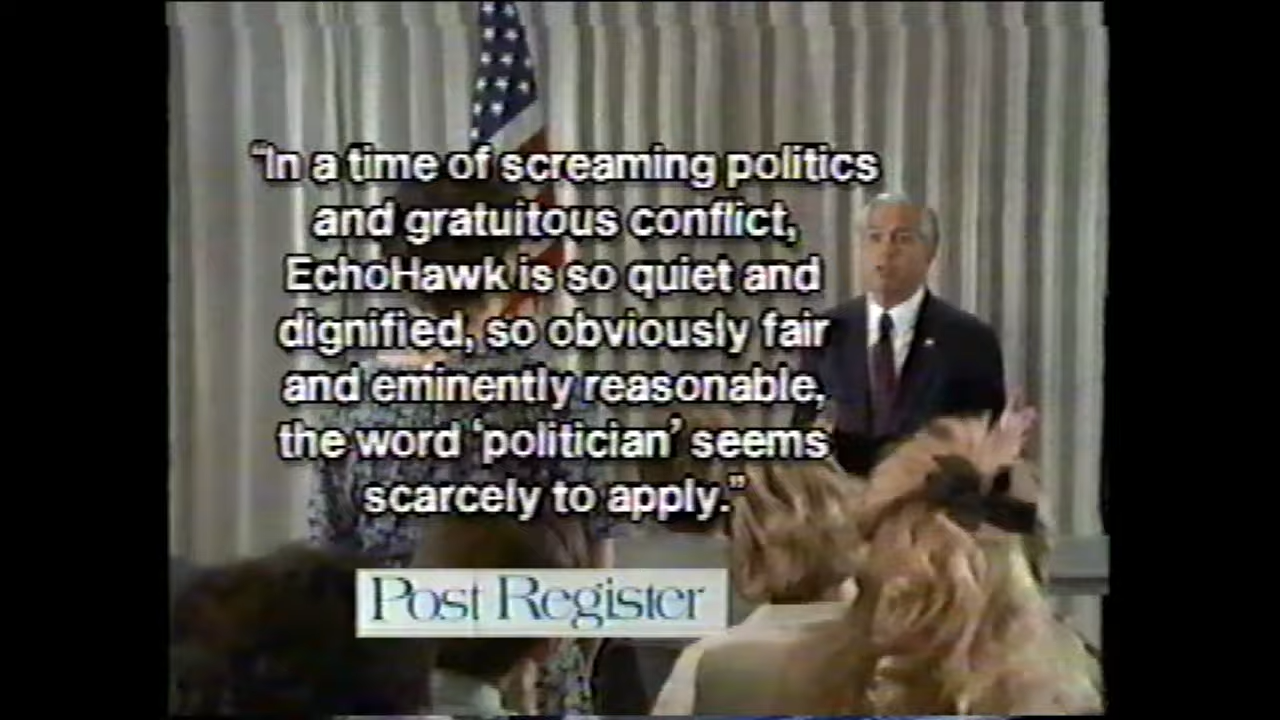 “In a time of screaming politics
and gratuitous conflict,
EchoHawk is so quiet and
dignified, so obviously fair
and eminently reasonable,
the word ‘politician’ seems
scarcely to apply.”
Post Register